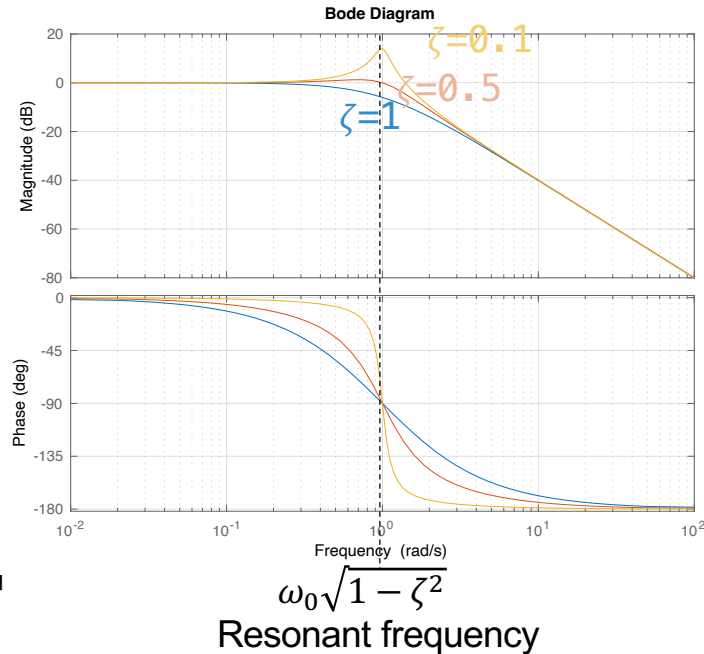 Bode Diagram
20
0
-20
-40
-60
-80
Magnitude (dB)
ζ=0.1
ζ=0.5
ζ=1
0
-45
-90
-135
-180
Phase (deg)
10-2 10-1 100 101 102
Frequency (rad/s)
ω0√1 − ζ2
Resonant frequency